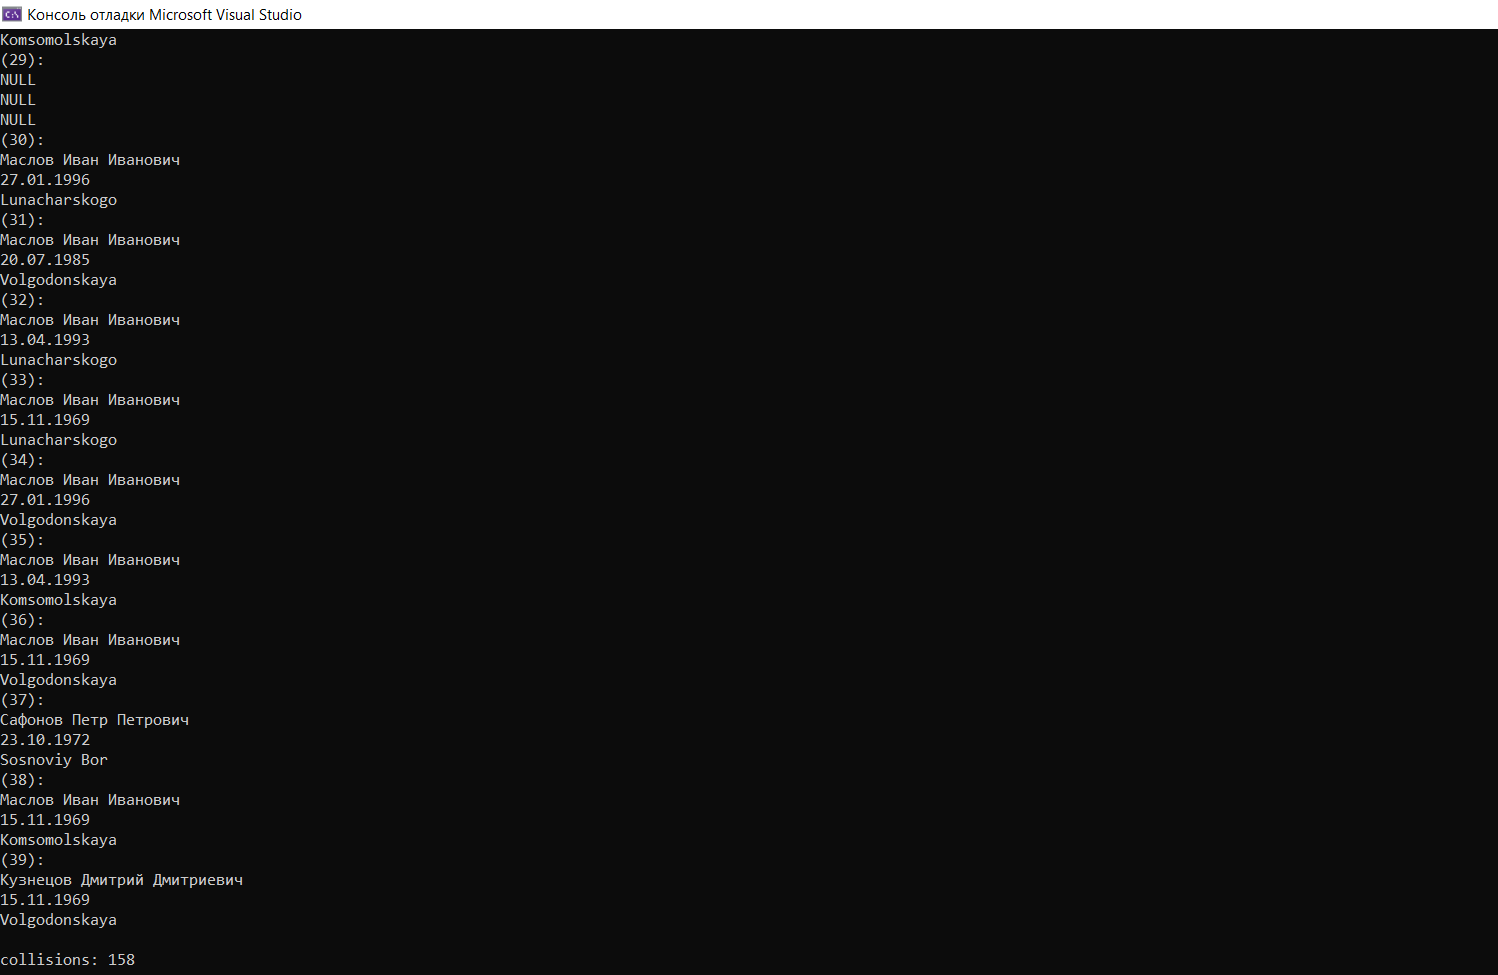 Консоль отладки Microsoft Visual Studio
Komsomolskaya
(29):
NULL
NULL
NULL
(30):
Маслов Иван Иванович
27.01.1996
Lunacharskogo
(31):
Маслов Иван Иванович
20.07.1985
Volgodonskaya
(32):
Маслов Иван Иванович
13.04.1993
Lunacharskogo
(33):
Маслов Иван Иванович
15.11.1969
Lunacharskogo
(34):
Маслов Иван Иванович
27.01.1996
Volgodonskaya
(35):
Маслов Иван Иванович
13.04.1993
Komsomolskaya
(36):
Маслов Иван Иванович
15.11.1969
Volgodonskaya
(37):
Сафонов Петр Петрович
23.10.1972
Sosnoviy Bor
(38):
Маслов Иван Иванович
15.11.1969
Komsomolskaya
(39):
Кузнецов Дмитрий Дмитриевич
15.11.1969
Volgodonskaya
collisions: 158